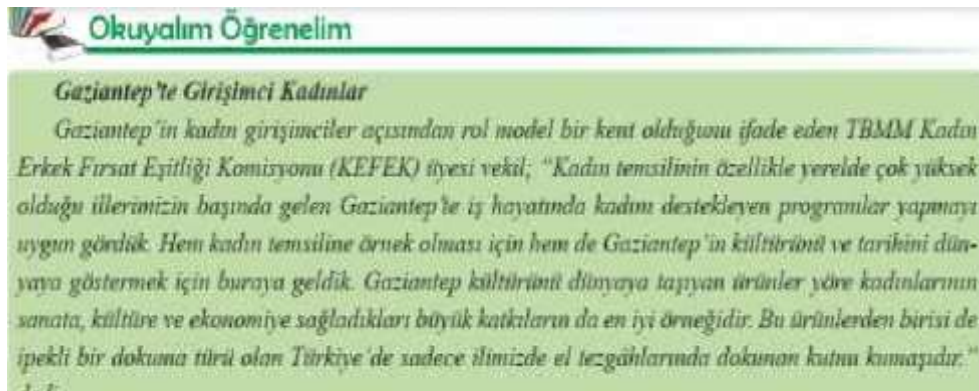 Okuyalım Öğrenelim
Gaziantep'te Girişimci Kadınlar
Gaziantep'in kadın girişimciler açısından rol model bir kent olduğunu ifade eden TBMM Kadın
Erkek Fırsat Eşitliği Komisyonu (KEFEK) üyesi vekil; "Kadın temsilinin özellikle yerelde çok yüksek
olduğu illerimizin başında gelen Gaziantep'te iş hayatında kadını destekleyen programlar yapmayı
uygun gördük. Hem kadın temsiline örnek olması için hem de Gaziantep'in kültürünü ve tarihini dün-
yaya göstermek için buraya geldik. Gaziantep kültürünü dünyaya taşıyan ürünler yöre kadınlarının
sanata, kültüre ve ekonomiye sağladıkları büyük katkıların da en iyi örneğidir. Bu ürünlerden birisi de
ipekli bir dokuma türü olan Türkiye'de sadece ilimizde el tezgâhlarında dokunan kutnu kumaşıdır."